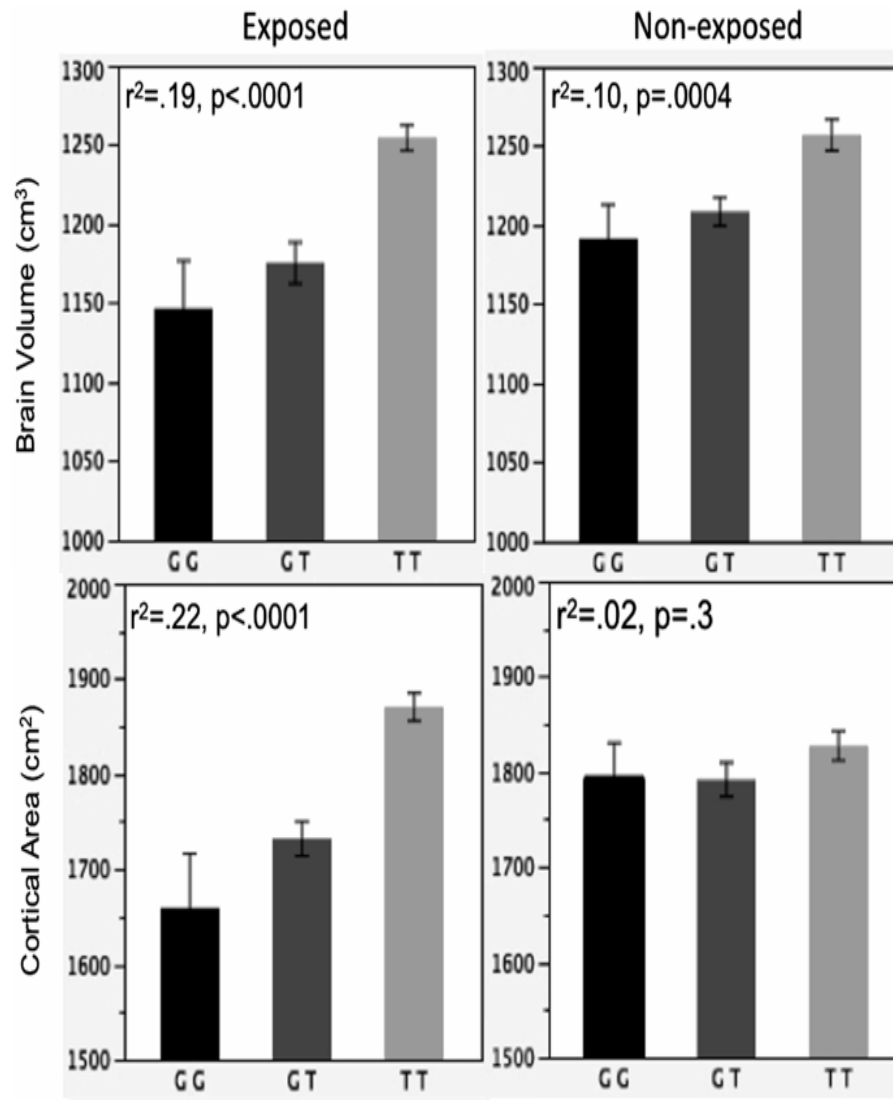 Exposed
Non-exposed
Brain Volume (cm³)
1300
1250
1200
1150
1100
1050
1000
r²=.19, p<.0001
GG
GT
TT
1300
1250
1200
1150
1100
1050
1000
r²=.10, p=.0004
GG
GT
TT
Cortical Area (cm²)
2000
1900
1800
1700
1600
1500
r²=.22, p<.0001
GG
GT
TT
2000
1900
1800
1700
1600
1500
r²=.02, p=.3
GG
GT
TT